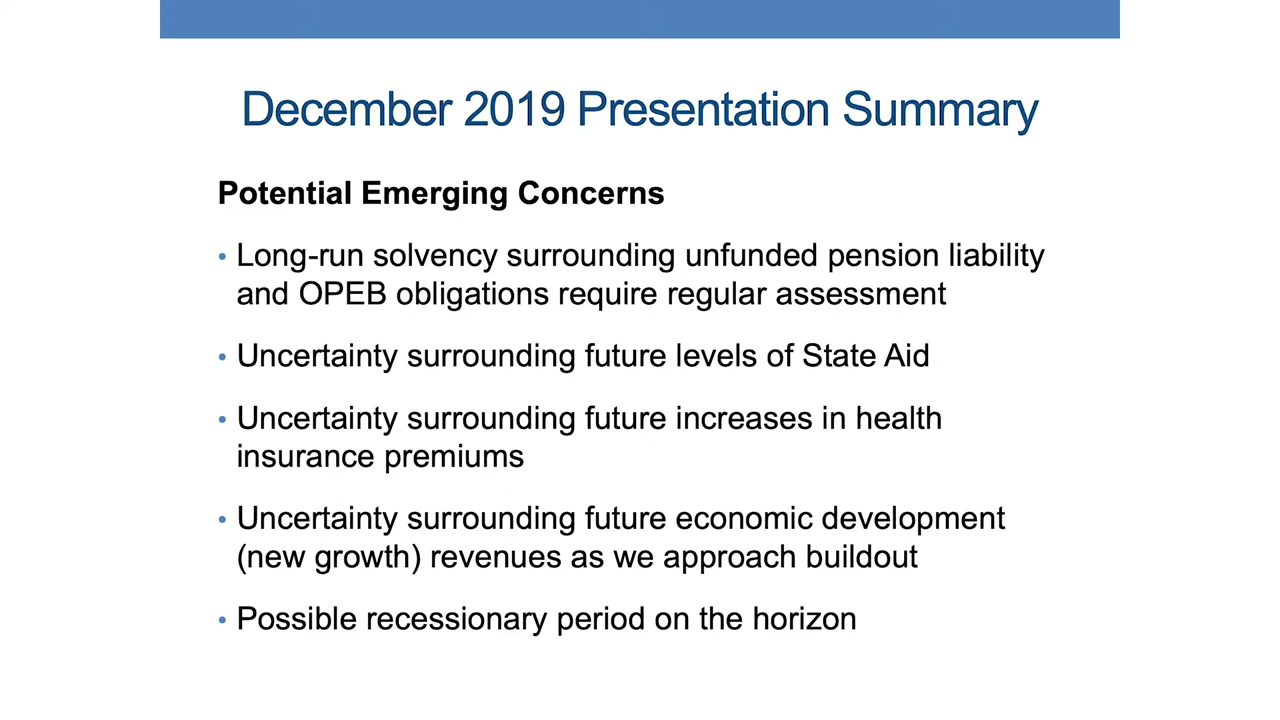 December 2019 Presentation Summary
Potential Emerging Concerns
• Long-run solvency surrounding unfunded pension liability
and OPEB obligations require regular assessment
• Uncertainty surrounding future levels of State Aid
• Uncertainty surrounding future increases in health
insurance premiums
• Uncertainty surrounding future economic development
(new growth) revenues as we approach buildout
• Possible recessionary period on the horizon